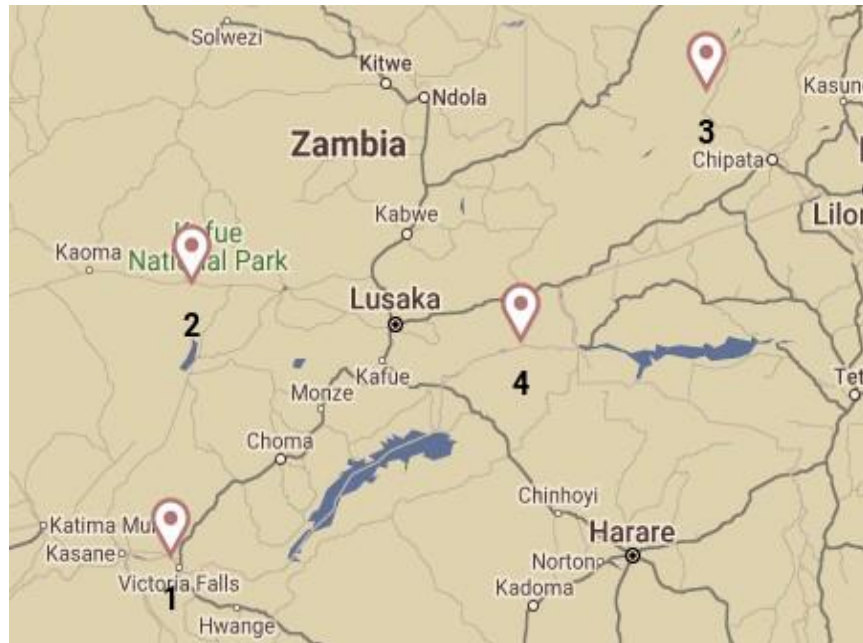 Solwezi
Kitwe
Ndola
Kasun
3
Zambia
Chipata
Kabwe
Lilon
Kafue
National Park
Kaoma
Lusaka
2
4
Kafue
Tet
Monze
Choma
Chinhoyi
Katima Mu
Harare
Kasane
Norton
Victoria Falls
Kadoma
1
Hwange